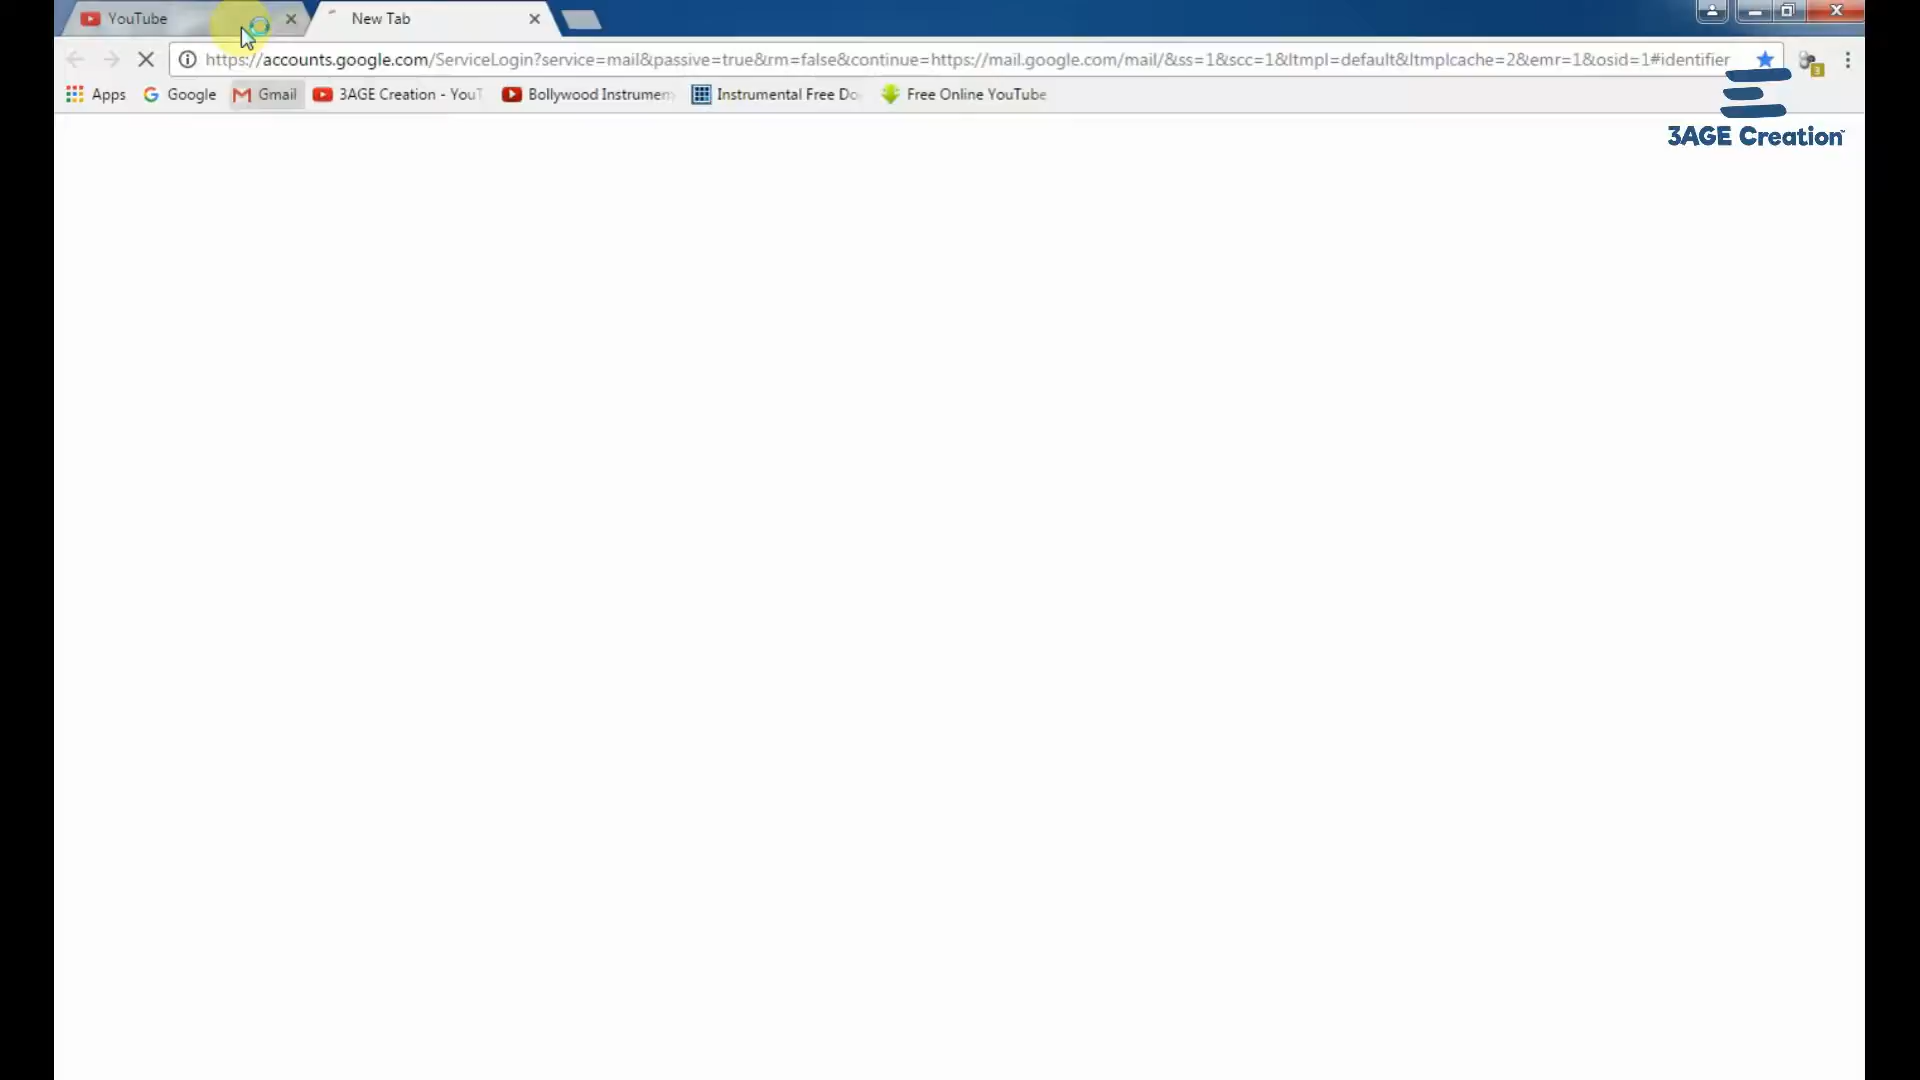 YouTube
New Tab
https://accounts.google.com/ServiceLogin?service=mail&passive=true&rm=false&continue=https://mail.google.com/mail/&ss=1&scc=1&ltmpl=default&ltmplcache=2&emr=1&osid=1#identifier
3
Apps Google Gmail 3AGE Creation - YouT Bollywood Instrumen Instrumental Free Do Free Online YouTube
3AGE Creation